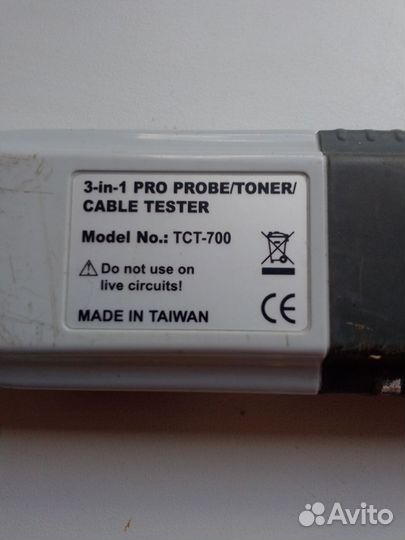 3-in-1 PRO PROBE/TONER/
CABLE TESTER
Model No.: TCT-700
Do not use on
live circuits!
CE
MADE IN TAIWAN
Avito